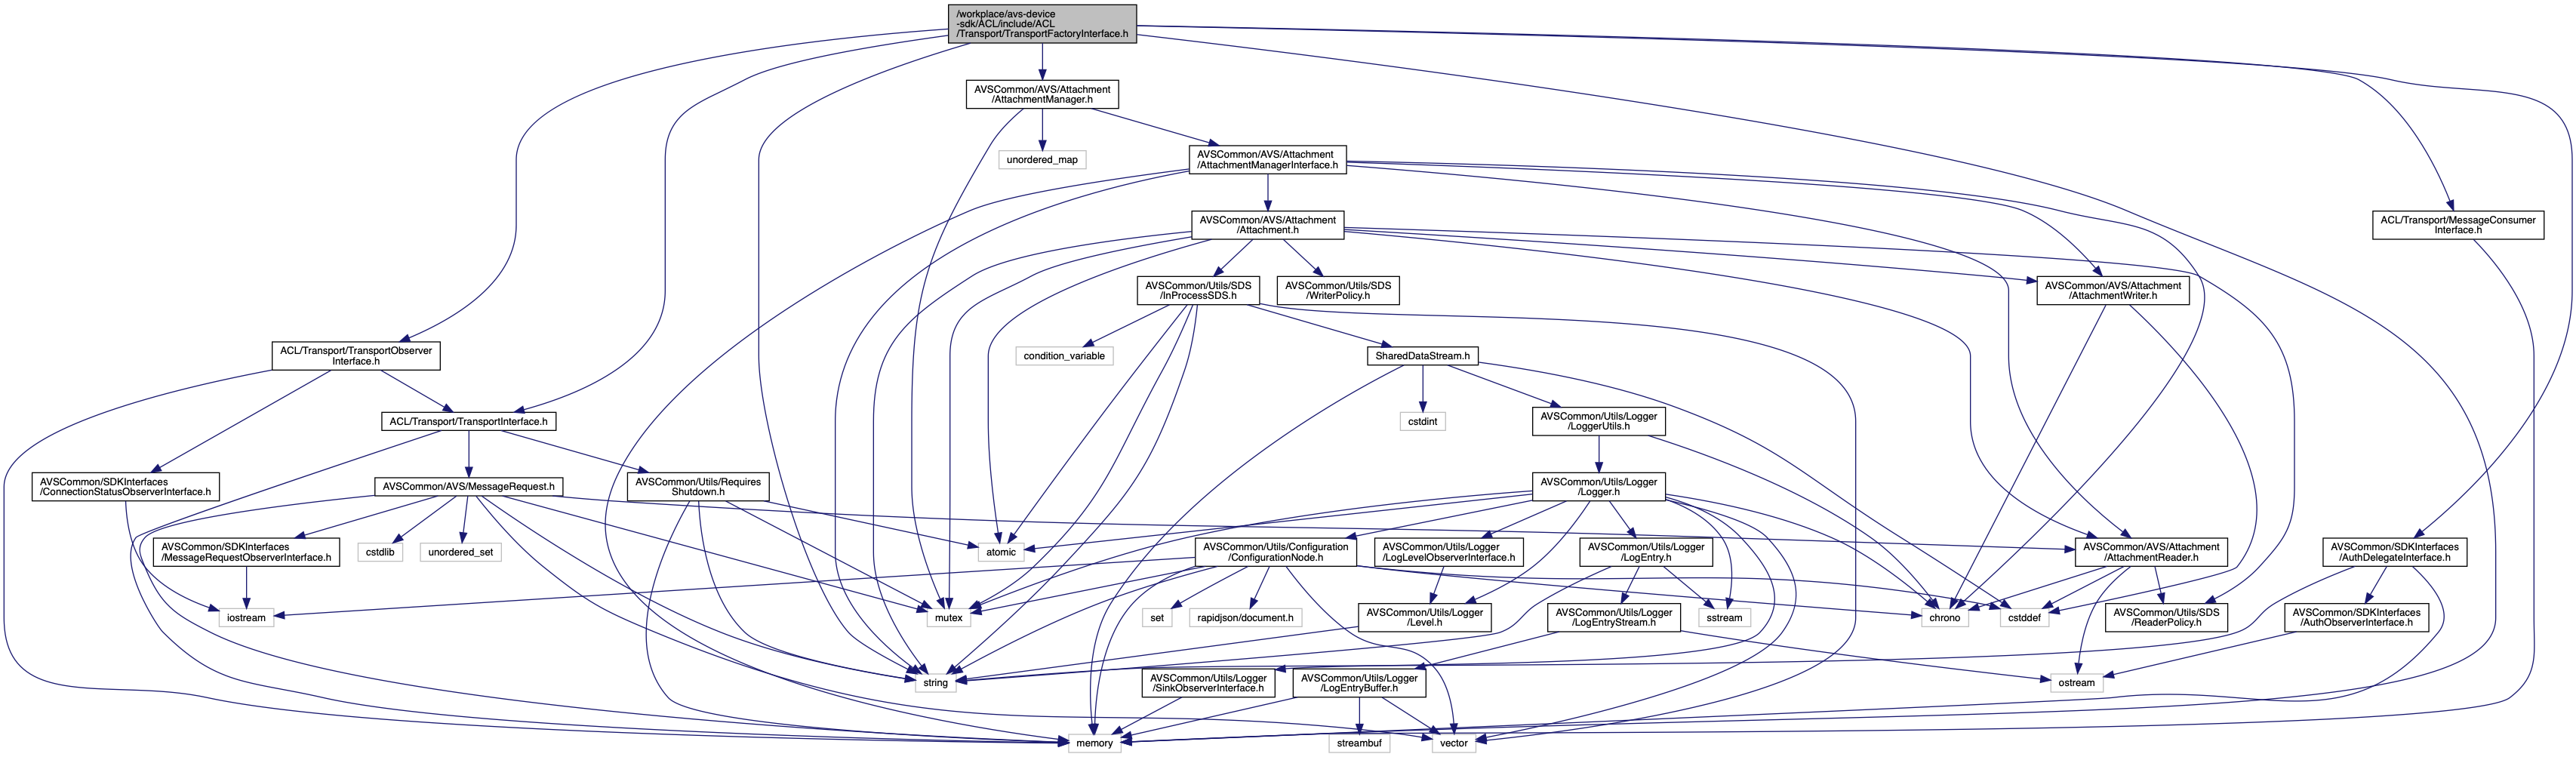 /workplace/avs-device
-sdk/ACL/include/ACL
/Transport/TransportFactoryInterface.h
AVSCommon/AVS/Attachment
/AttachmentManager.h
unordered_map
AVSCommon/AVS/Attachment
/AttachmentManagerInterface.h
AVSCommon/AVS/Attachment
/Attachment.h
ACL/Transport/MessageConsumer
Interface.h
AVSCommon/Utils/SDS
/InProcessSDS.h
AVSCommon/Utils/SDS
/WriterPolicy.h
AVSCommon/AVS/Attachment
/AttachmentWriter.h
ACL/Transport/TransportObserver
Interface.h
condition_variable
SharedDataStream.h
ACL/Transport/TransportInterface.h
cstdint
AVSCommon/Utils/Logger
/LoggerUtils.h
AVSCommon/SDKInterfaces
/ConnectionStatusObserverInterface.h
AVSCommon/AVS/MessageRequest.h
AVSCommon/Utils/Requires
Shutdown.h
AVSCommon/Utils/Logger
/Logger.h
AVSCommon/SDKInterfaces
/MessageRequestObserverInterface.h
cstdlib
unordered_set
atomic
AVSCommon/Utils/Configuration
/ConfigurationNode.h
AVSCommon/Utils/Logger
/LogLevelObserverInterface.h
AVSCommon/Utils/Logger
/LogEntry.h
AVSCommon/AVS/Attachment
/AttachmentReader.h
AVSCommon/SDKInterfaces
/AuthDelegateInterface.h
iostream
mutex
set
rapidjson/document.h
AVSCommon/Utils/Logger
/Level.h
AVSCommon/Utils/Logger
/LogEntryStream.h
sstream
chrono
cstddef
AVSCommon/Utils/SDS
/ReaderPolicy.h
AVSCommon/SDKInterfaces
/AuthObserverInterface.h
string
AVSCommon/Utils/Logger
/SinkObserverInterface.h
AVSCommon/Utils/Logger
/LogEntryBuffer.h
ostream
memory
streambuf
vector